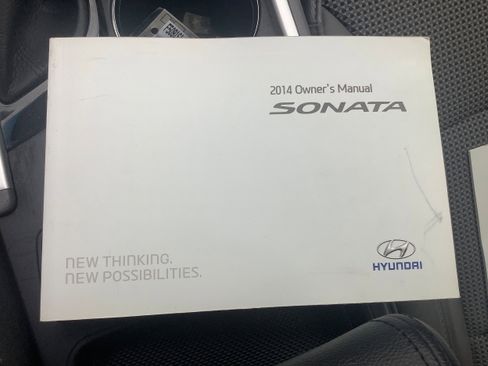 2014 Owner's Manual
SONATA
NEW THINKING.
NEW POSSIBILITIES.
HYUNDAI